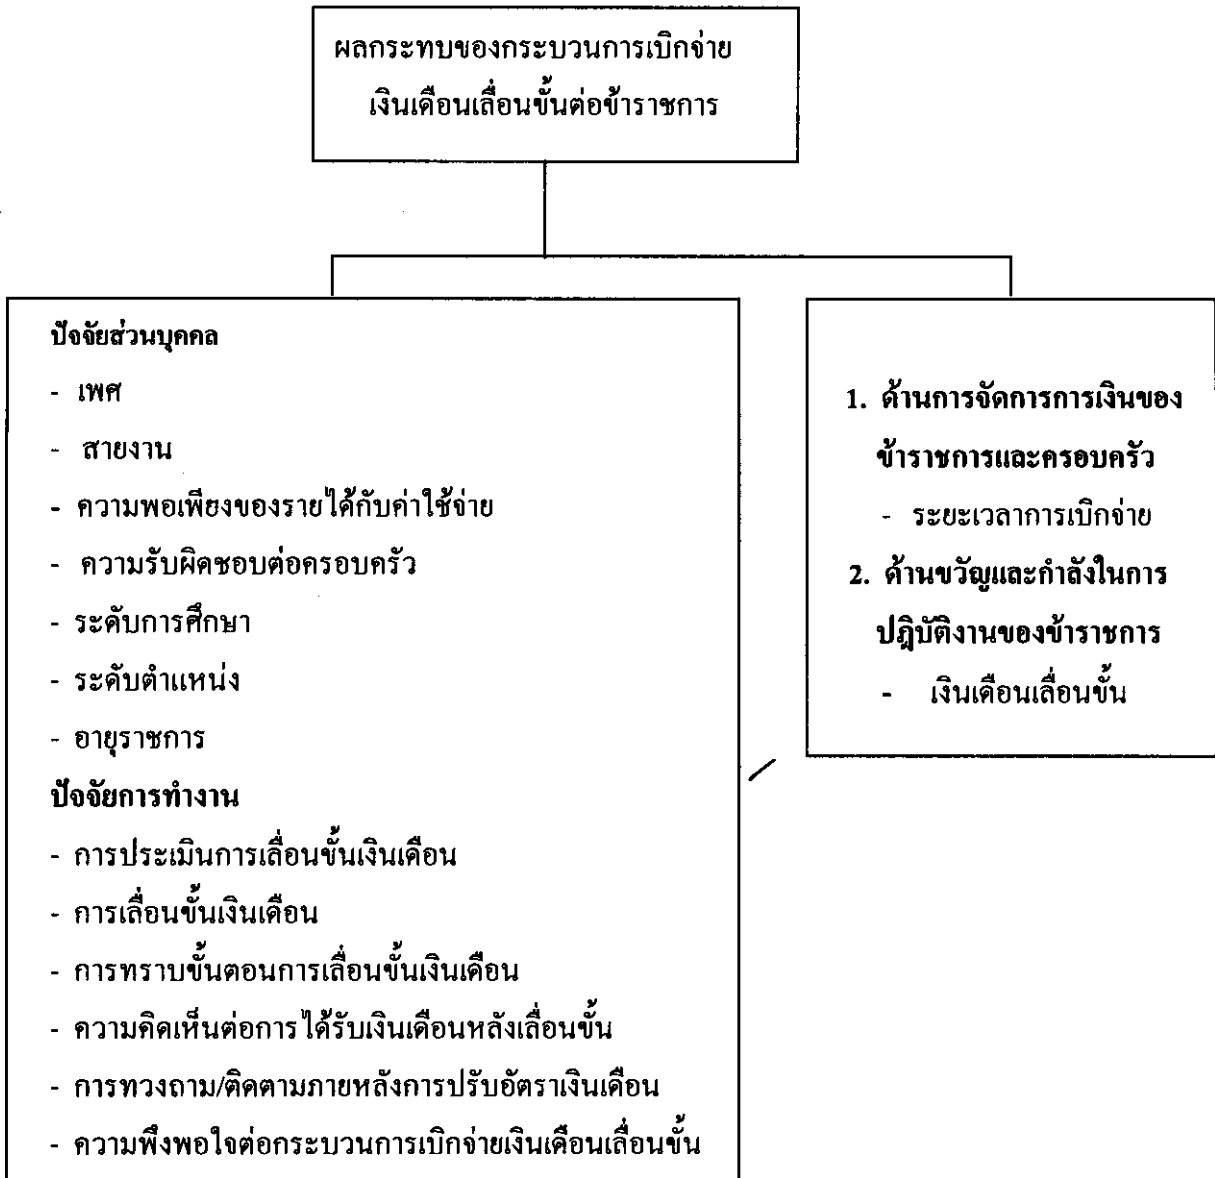 ผลกระทบของกระบวนการเบิกจ่าย
เงินเดือนเลื่อนขั้นต่อข้าราชการ
ปัจจัยส่วนบุคคล
- เพศ
- สายงาน
- ความพอเพียงของรายได้กับค่าใช้จ่าย
- ความรับผิดชอบต่อครอบครัว
- ระดับการศึกษา
- ระดับตำแหน่ง
- อายุราชการ
ปัจจัยการทำงาน
- การประเมินการเลื่อนขั้นเงินเดือน
- การเลื่อนขั้นเงินเดือน
- การทราบขั้นตอนการเลื่อนขั้นเงินเดือน
- ความคิดเห็นต่อการได้รับเงินเดือนหลังเลื่อนขั้น
- การทวงถาม/ติดตามภายหลังการปรับอัตราเงินเดือน
- ความพึงพอใจต่อกระบวนการเบิกจ่ายเงินเดือนเลื่อนขั้น
1. ด้านการจัดการการเงินของ
ข้าราชการและครอบครัว
- ระยะเวลาการเบิกจ่าย
2. ด้านขวัญและกำลังในการ
ปฎิบัติงานของข้าราชการ
- เงินเดือนเลื่อนขั้น